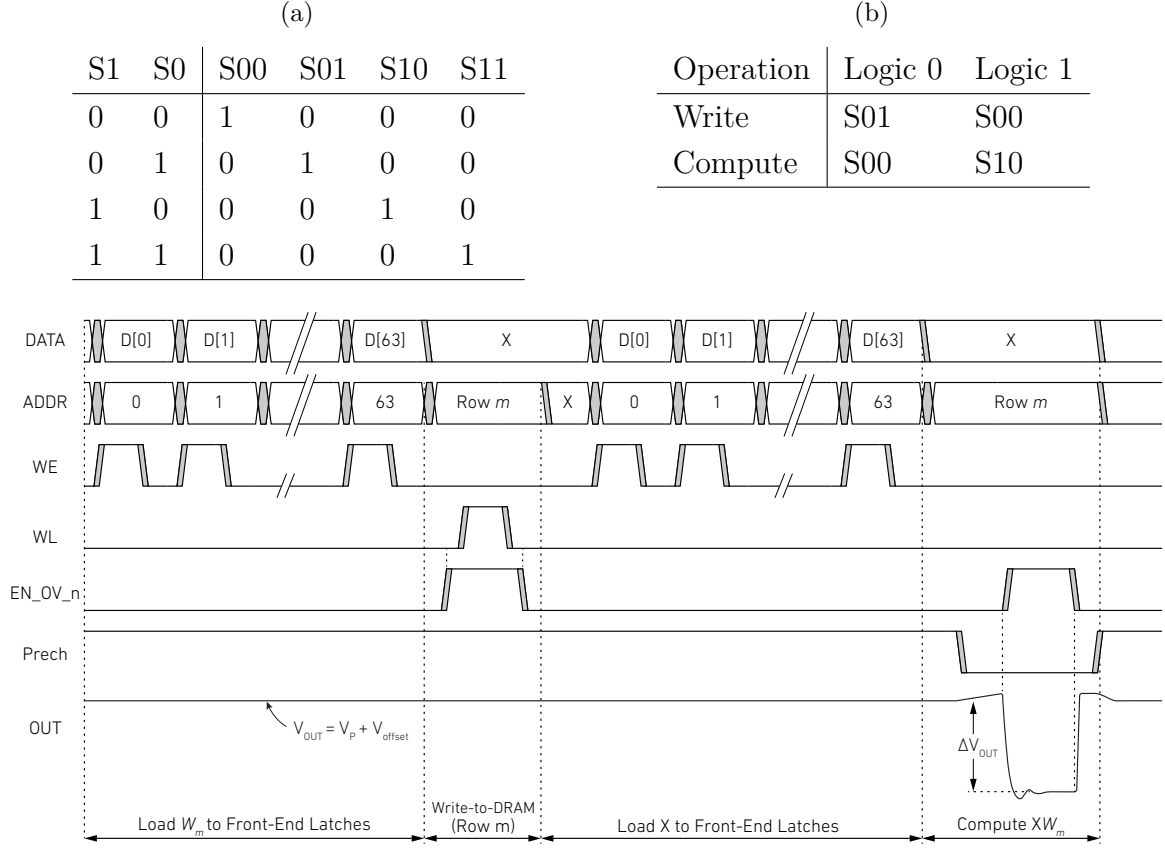 (a)
S1 S0 S00 S01 S10 S11
0 0 1 0 0 0
0 1 0 1 0 0
1 0 0 0 1 0
1 1 0 0 0 1
(b)
Operation Logic 0 Logic 1
Write S01 S00
Compute S00 S10
DATA D[0] D[1] D[63] X D[0] D[1] D[63] X
ADDR 0 1 63 Row m X 0 1 63 Row m
WE
WL
EN_OV_n
Prech
OUT
V_OUT = V_P + V_offset
ΔV_OUT
Load W_m to Front-End Latches
Write-to-DRAM
(Row m)
Load X to Front-End Latches
Compute XW_m